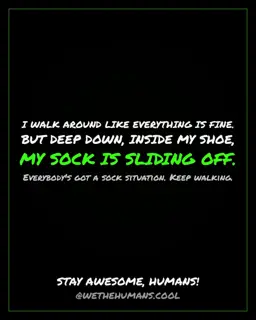 I WALK AROUND LIKE EVERYTHING IS FINE.
BUT DEEP DOWN, INSIDE MY SHOE,
MY SOCK IS SLIDING OFF.
EVERYBODY'S GOT A SOCK SITUATION. KEEP WALKING.
STAY AWESOME, HUMANS!
@WETHEHUMANS.COOL